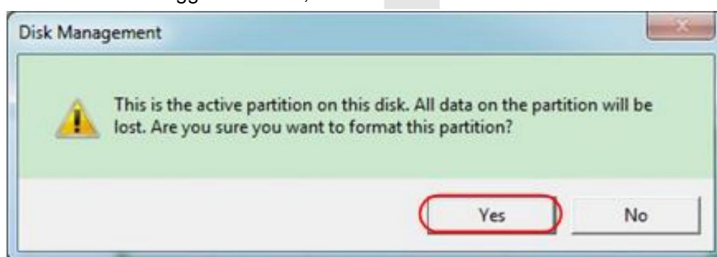 Disk Management
This is the active partition on this disk. All data on the partition will be
lost. Are you sure you want to format this partition?
Yes No